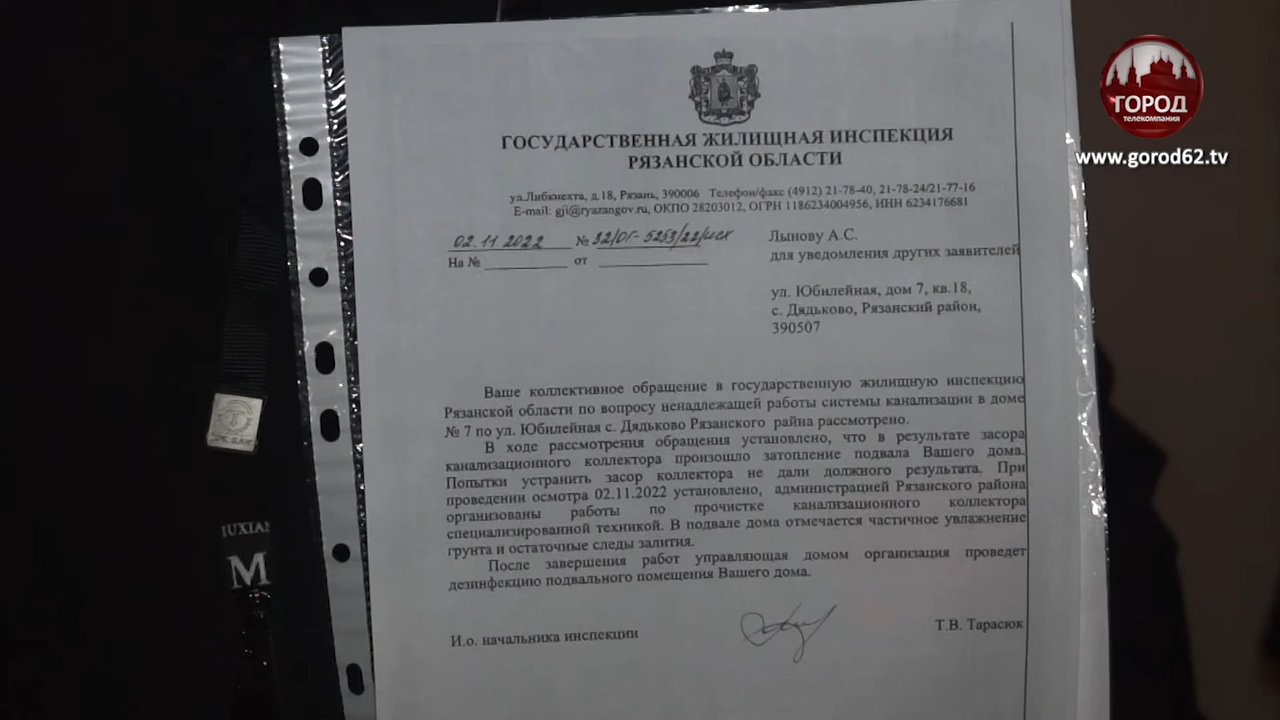 ГОРОД
телекомпания
www.gorod62.tv
ГОСУДАРСТВЕННАЯ ЖИЛИЩНАЯ ИНСПЕКЦИЯ
РЯЗАНСКОЙ ОБЛАСТИ
ул.Либкнехта, д.18, Рязань, 390006 Телефон/факс (4912) 21-78-40, 21-78-24/21-77-16
E-mail: gji@ryazangov.ru, ОКПО 28203012, ОГРН 1186234004956, ИНН 6234176681
02.11 2022 № 32/ОГ-5253/22/исх
На № от
Лынову А.С.
для уведомления других заявителей
ул. Юбилейная, дом 7, кв.18,
с. Дядьково, Рязанский район,
390507
Ваше коллективное обращение в государственную жилищную инспекцию
Рязанской области по вопросу ненадлежащей работы системы канализации в доме
№ 7 по ул. Юбилейная с. Дядьково Рязанского райна рассмотрено.
В ходе рассмотрения обращения установлено, что в результате засора
канализационного коллектора произошло затопление подвала Вашего дома.
Попытки устранить засор коллектора не дали должного результата. При
проведении осмотра 02.11.2022 установлено, администрацией Рязанского района
организованы работы по прочистке канализационного коллектора
специализированной техникой. В подвале дома отмечается частичное увлажнение
грунта и остаточные следы залития.
После завершения работ управляющая домом организация проведет
дезинфекцию подвального помещения Вашего дома.
И.о. начальника инспекции Т.В. Тарасюк
M